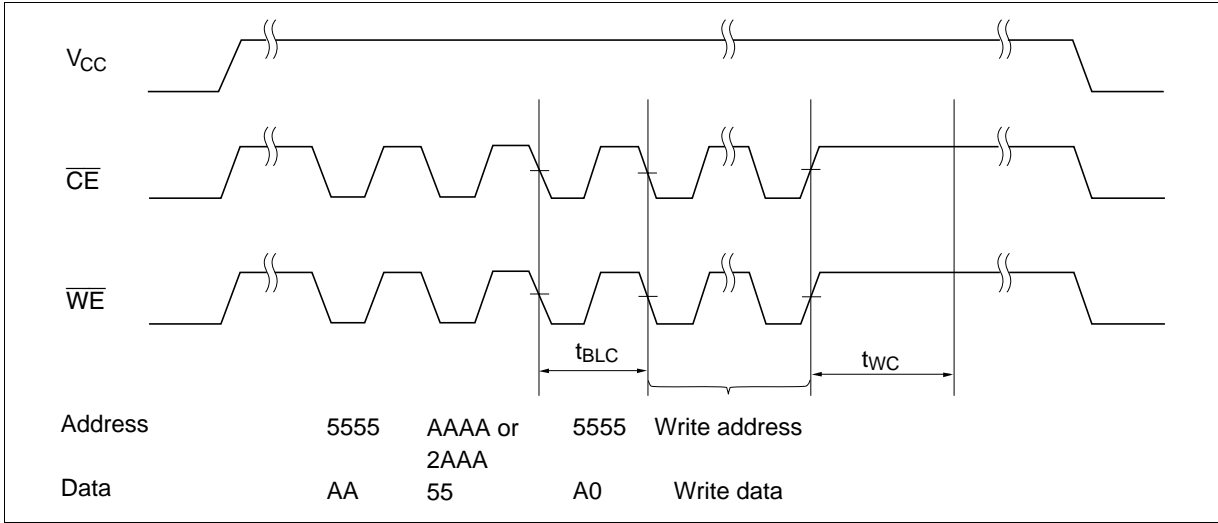 VCC
CE
WE
tBLC
tWC
Address 5555 AAAA or 5555 Write address
2AAA
Data AA 55 A0 Write data